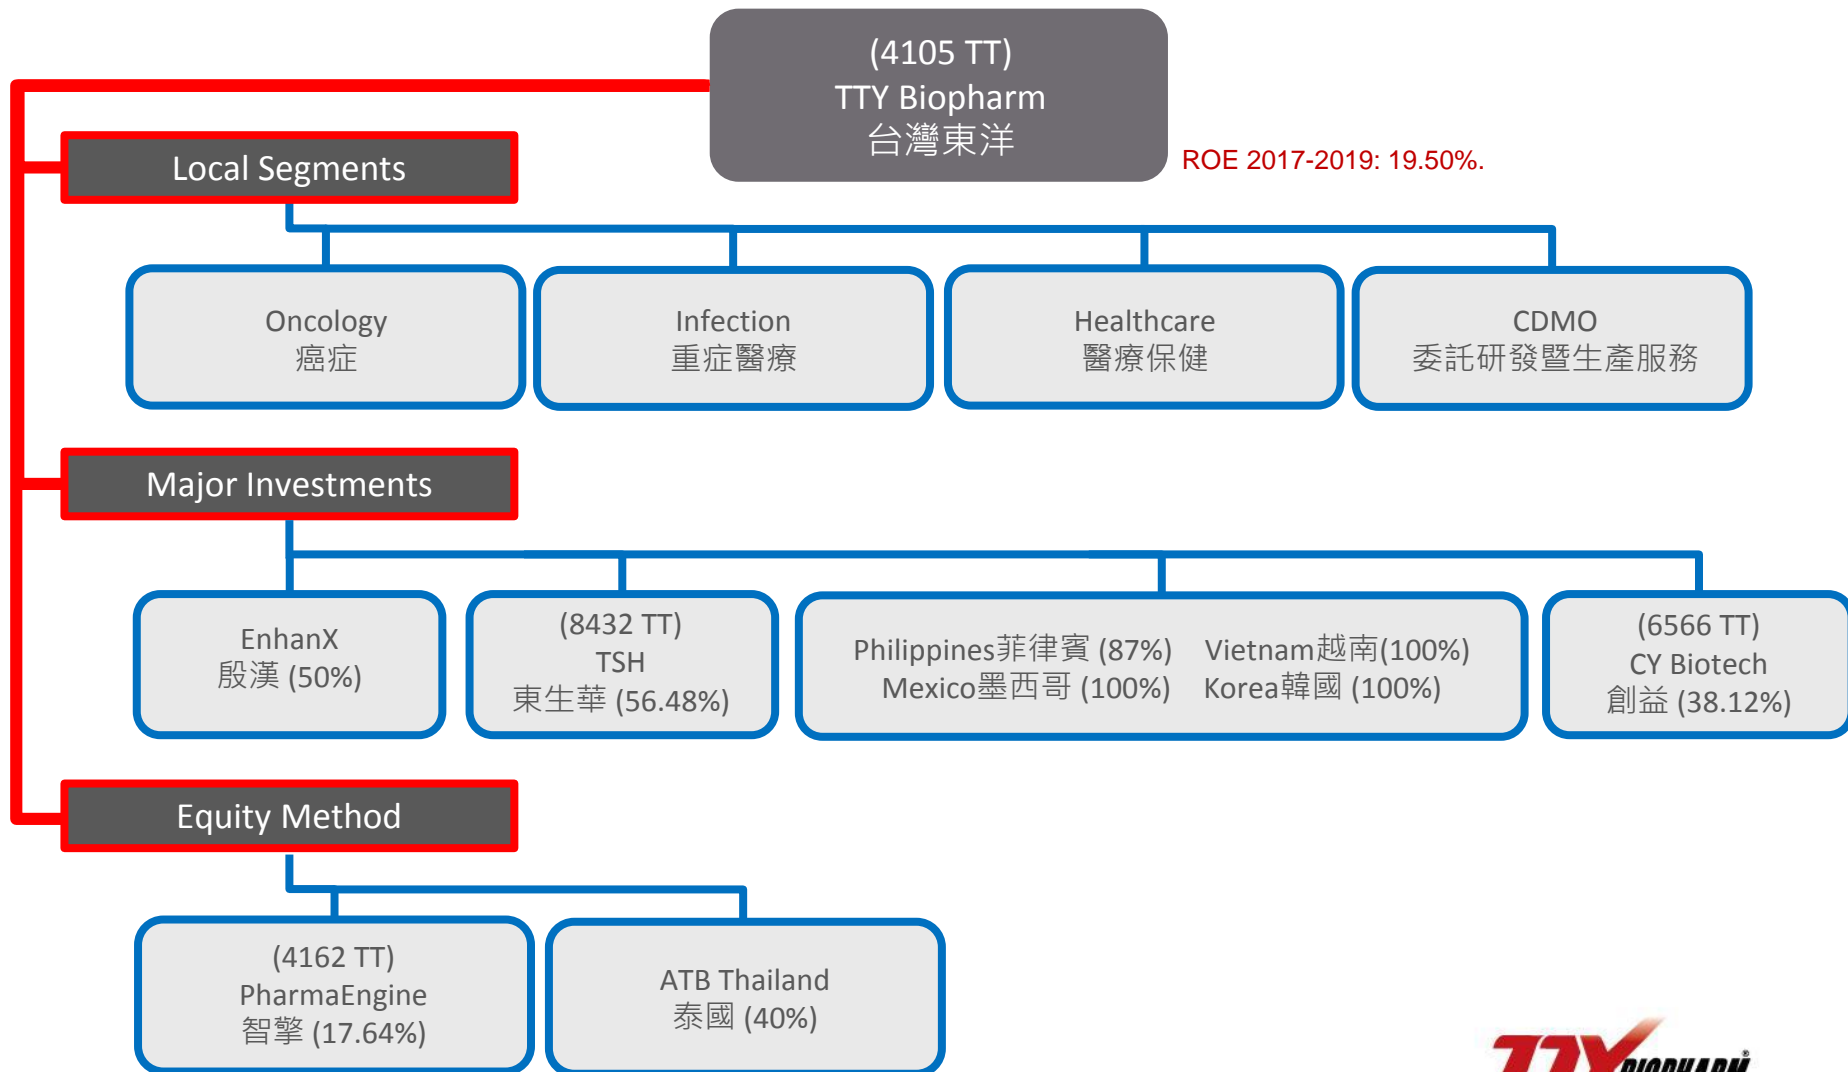 (4105 TT)
TTY Biopharm
台灣東洋
ROE 2017-2019: 19.50%.
Local Segments
Oncology
癌症
Infection
重症醫療
Healthcare
醫療保健
CDMO
委託研發暨生產服務
Major Investments
EnhanX
殷漢 (50%)
(8432 TT)
TSH
東生華 (56.48%)
Philippines菲律賓 (87%) Vietnam越南(100%)
Mexico墨西哥 (100%) Korea韓國 (100%)
(6566 TT)
CY Biotech
創益 (38.12%)
Equity Method
(4162 TT)
PharmaEngine
智擎 (17.64%)
ATB Thailand
泰國 (40%)
TTY BIOPHARM®